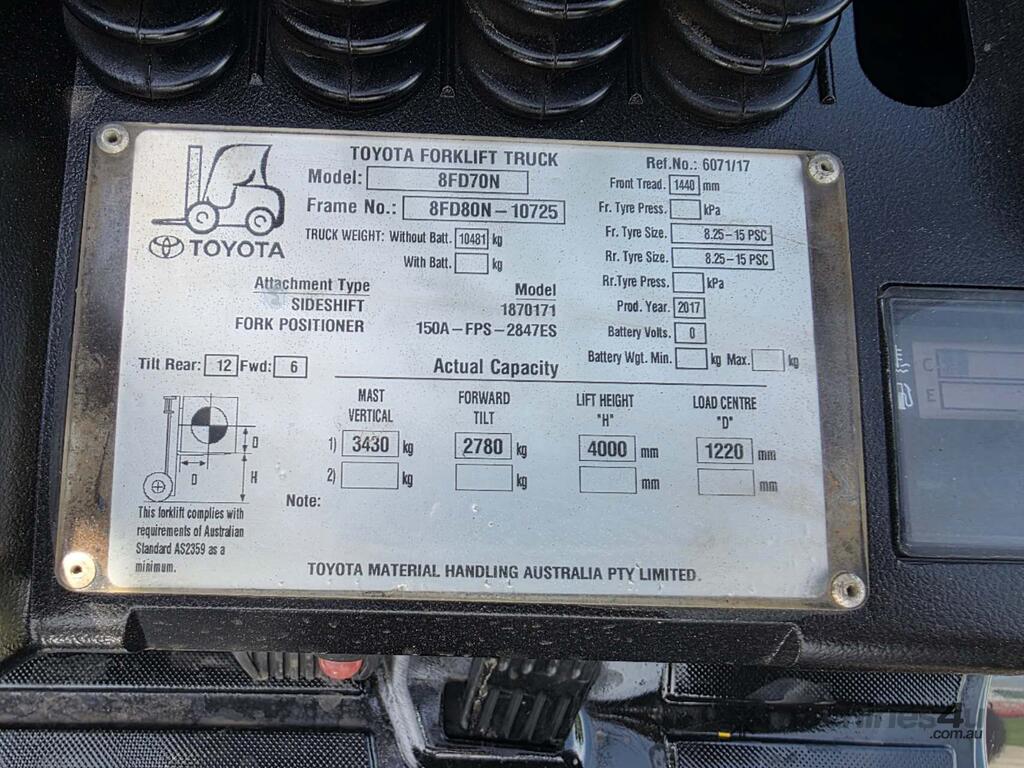 TOYOTA FORKLIFT TRUCK
Ref.No.: 6071/17
Model: 8FD70N
Front Tread. 1440 mm
Frame No.: 8FD80N-10725
Fr. Tyre Press. kPa
TRUCK WEIGHT: Without Batt. 10481 kg
Fr. Tyre Size. 8.25-15 PSC
TOYOTA
With Batt. kg
Rr. Tyre Size. 8.25-15 PSC
Rr.Tyre Press. kPa
Attachment Type Model
SIDESHIFT 1870171
Prod. Year. 2017
FORK POSITIONER 150A-FPS-2847ES
Battery Volts. 0
Battery Wgt. Min. kg Max. kg
Tilt Rear: 12 Fwd: 6
Actual Capacity
MAST VERTICAL
FORWARD TILT
LIFT HEIGHT "H"
LOAD CENTRE "D"
1) 3430 kg 2780 kg 4000 mm 1220 mm
2) kg kg mm mm
D
D
H
Note:
This forklift complies with
requirements of Australian
Standard AS2359 as a
minimum.
TOYOTA MATERIAL HANDLING AUSTRALIA PTY LIMITED.
C
E
.com.au